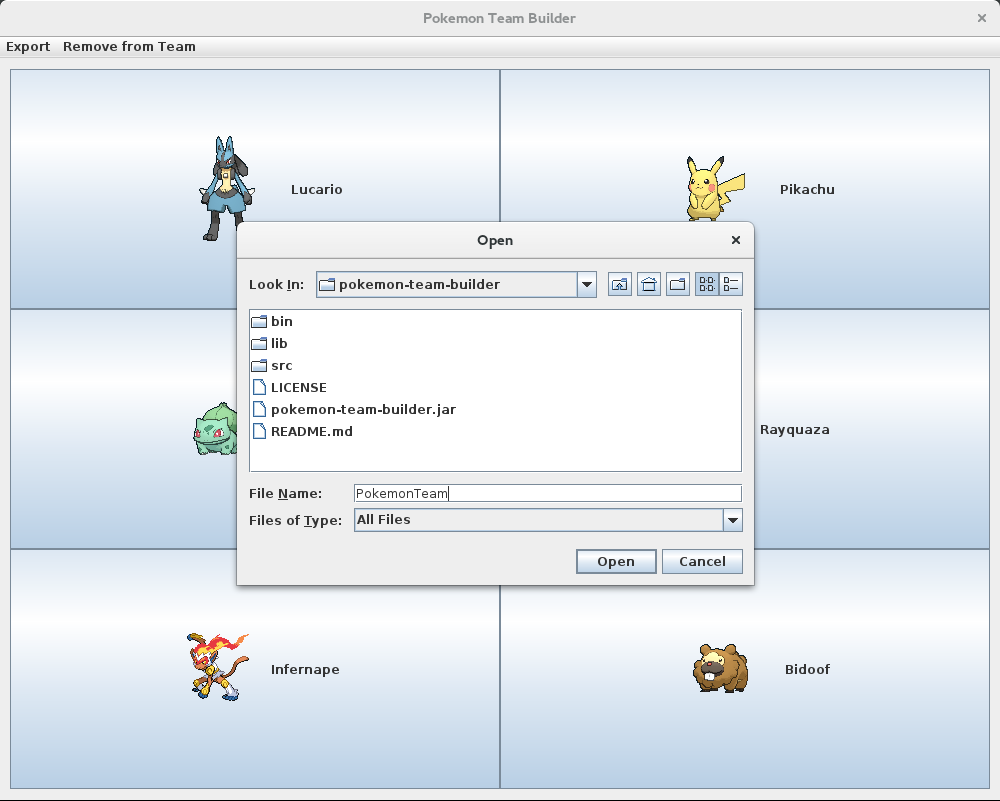 Pokemon Team Builder
Export Remove from Team
Lucario
Pikachu
Open
Look In: pokemon-team-builder
bin
lib
src
LICENSE
pokemon-team-builder.jar
README.md
File Name: PokemonTeam
Files of Type: All Files
Open Cancel
Rayquaza
Infernape
Bidoof